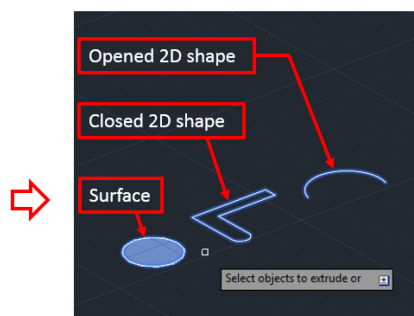 Opened 2D shape
Closed 2D shape
Surface
Select objects to extrude or